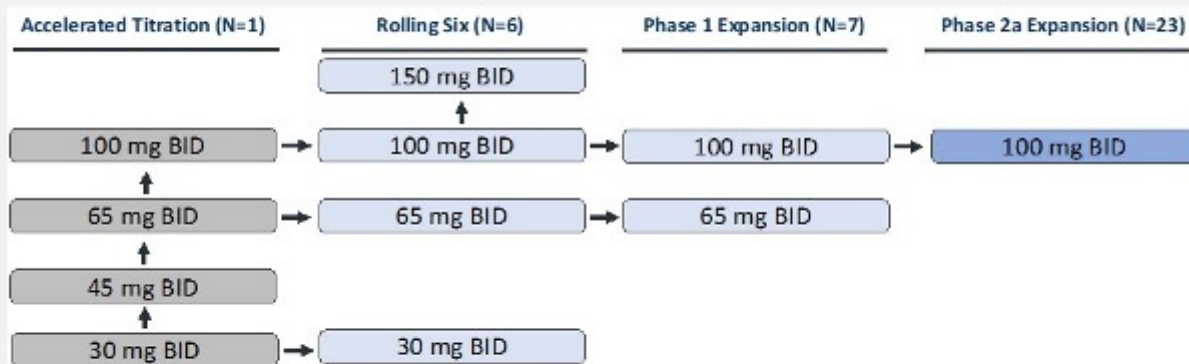 Accelerated Titration (N=1) Rolling Six (N=6) Phase 1 Expansion (N=7) Phase 2a Expansion (N=23)
150 mg BID
100 mg BID 100 mg BID 100 mg BID 100 mg BID
65 mg BID 65 mg BID 65 mg BID
45 mg BID
30 mg BID 30 mg BID